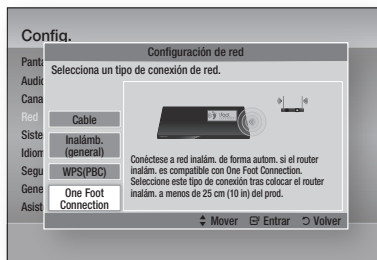 Config.
Configuración de red
Selecciona un tipo de conexión de red.
Panta
Audio
Cana
Red
Siste
Idiom
Segu
Gene
Asist
Cable
Inalámb.
(general)
WPS(PBC)
One Foot
Connection
Conéctese a red inalám. de forma autom. si el router
inalám. es compatible con One Foot Connection.
Seleccione este tipo de conexión tras colocar el router
inalám. a menos de 25 cm (10 in) del prod.
Mover Entrar Volver